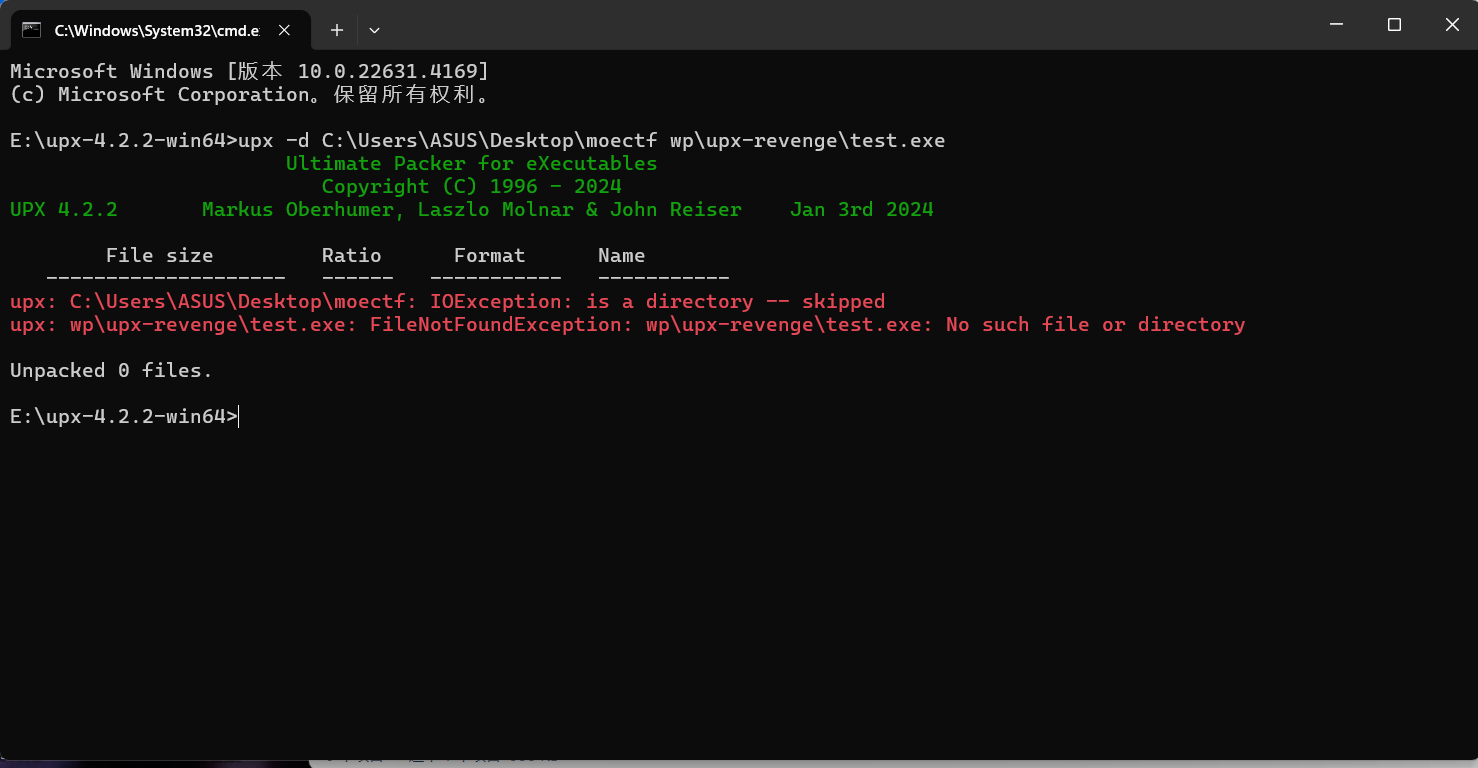 C:\Windows\System32\cmd.e
Microsoft Windows [版本 10.0.22631.4169]
(c) Microsoft Corporation。保留所有权利。
E:\upx-4.2.2-win64>upx -d C:\Users\ASUS\Desktop\moectf wp\upx-revenge\test.exe
Ultimate Packer for eXecutables
Copyright (C) 1996 - 2024
UPX 4.2.2 Markus Oberhumer, Laszlo Molnar & John Reiser Jan 3rd 2024
File size Ratio Format Name
-------------------- ------ ----------- -----------
upx: C:\Users\ASUS\Desktop\moectf: IOException: is a directory -- skipped
upx: wp\upx-revenge\test.exe: FileNotFoundException: wp\upx-revenge\test.exe: No such file or directory
Unpacked 0 files.
E:\upx-4.2.2-win64>